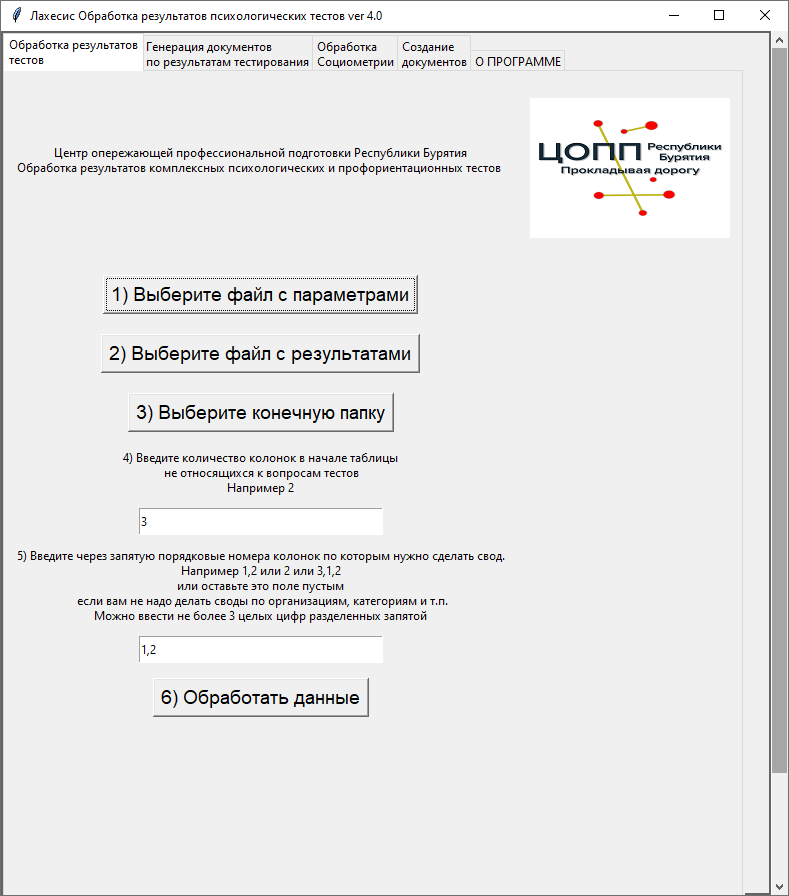 Лахесис Обработка результатов психологических тестов ver 4.0
Обработка результатов
тестов
Генерация документов
по результатам тестирования
Обработка
Социометрии
Создание
документов
О ПРОГРАММЕ
Центр опережающей профессиональной подготовки Республики Бурятия
Обработка результатов комплексных психологических и профориентационных тестов
ЦОПП
Республики
Бурятия
Прокладывая дорогу
1) Выберите файл с параметрами
2) Выберите файл с результатами
3) Выберите конечную папку
4) Введите количество колонок в начале таблицы
не относящихся к вопросам тестов
Например 2
3
5) Введите через запятую порядковые номера колонок по которым нужно сделать свод.
Например 1,2 или 2 или 3,1,2
или оставьте это поле пустым
если вам не надо делать своды по организациям, категориям и т.п.
Можно ввести не более 3 целых цифр разделенных запятой
1,2
6) Обработать данные